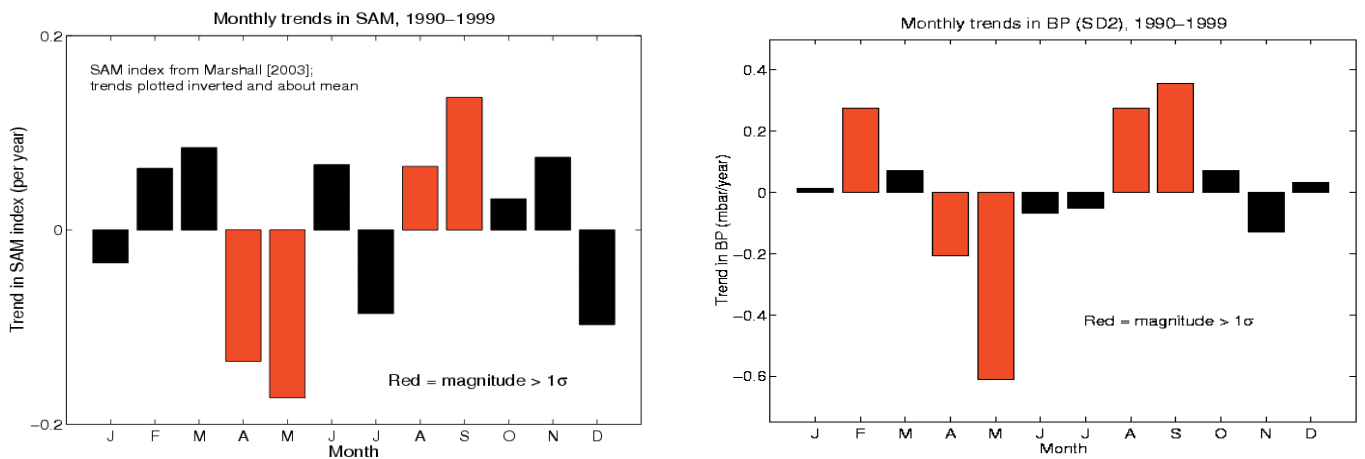 Monthly trends in SAM, 1990–1999
0.2
SAM index from Marshall [2003];
trends plotted inverted and about mean
0.1
Trend in SAM index (per year)
0
Red = magnitude > 1σ
−0.2
J F M A M J J A S O N D
Month
Monthly trends in BP (SD2), 1990–1999
0.4
0.2
Trend in BP (mbar/year)
0
−0.2
−0.4
Red = magnitude > 1σ
−0.6
J F M A M J J A S O N D
Month